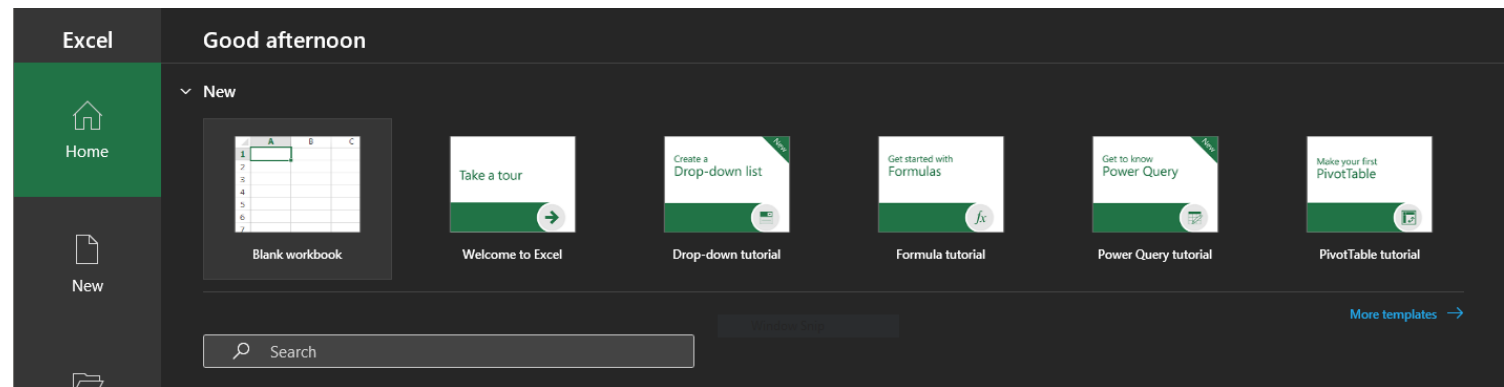 Excel
Good afternoon
New
Home
New
A B C
1
2
3
4
5
6
7
Blank workbook
Take a tour
Welcome to Excel
Create a
Drop-down list
New
Drop-down tutorial
Get started with
Formulas
fx
Formula tutorial
Get to know
Power Query
New
Power Query tutorial
Make your first
PivotTable
PivotTable tutorial
More templates
Window Snip
Search